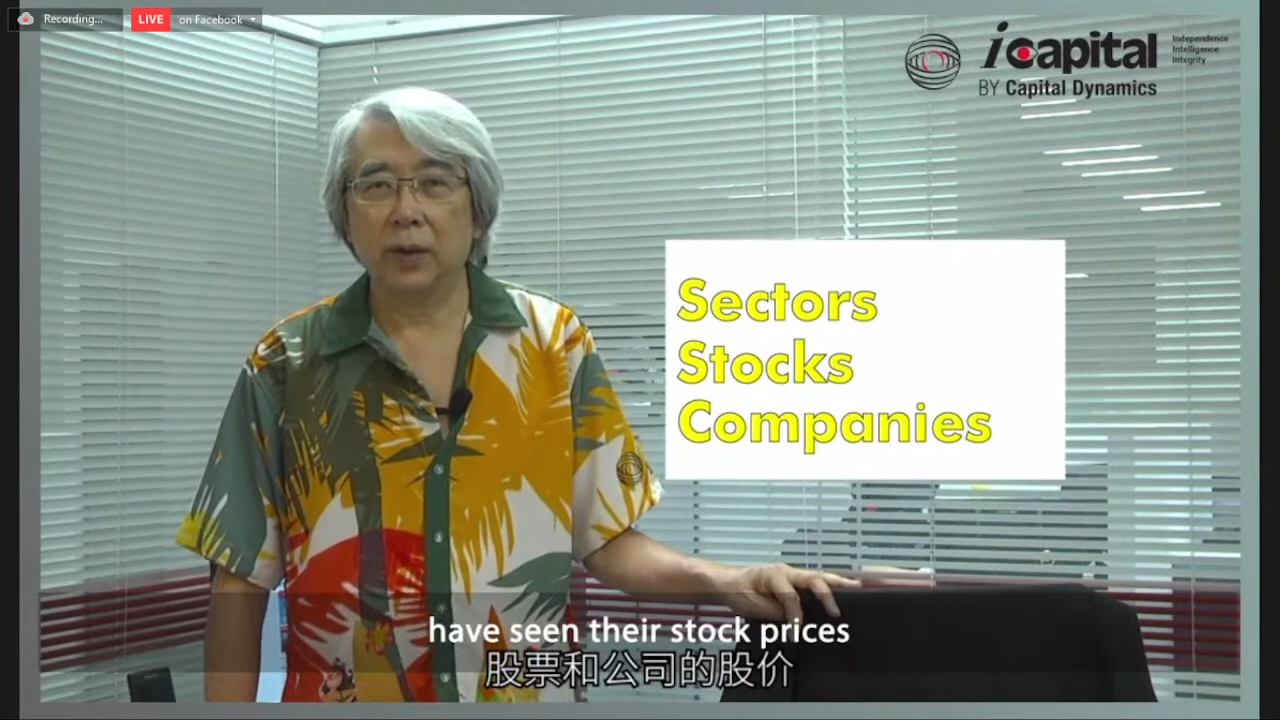 Recording...
LIVE
on Facebook
icapital
Independence
Intelligence
Integrity
BY Capital Dynamics
Sectors
Stocks
Companies
have seen their stock prices
股票和公司的股价